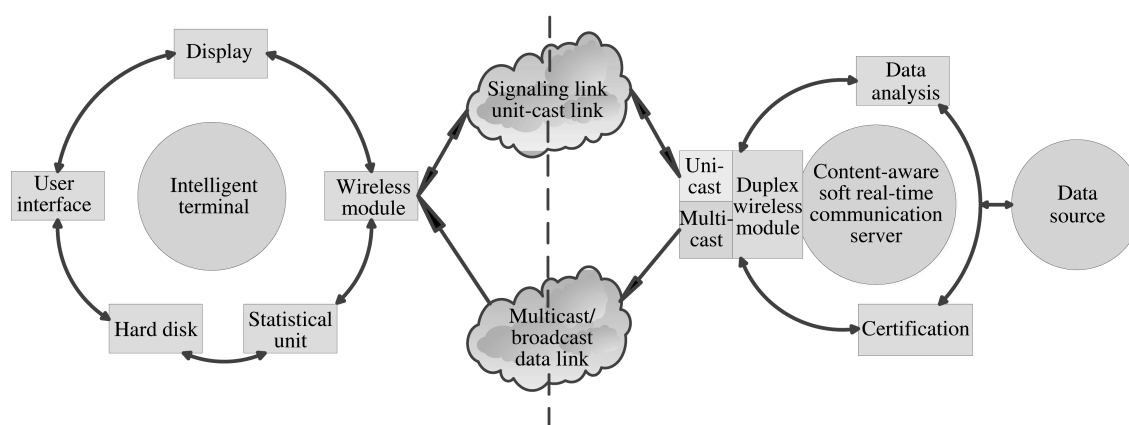 Display
User
interface
Intelligent
terminal
Wireless
module
Hard disk
Statistical
unit
Signaling link
unit-cast link
Multicast/
broadcast
data link
Uni-
cast
Multi-
cast
Duplex
wireless
module
Data
analysis
Content-aware
soft real-time
communication
server
Certification
Data
source